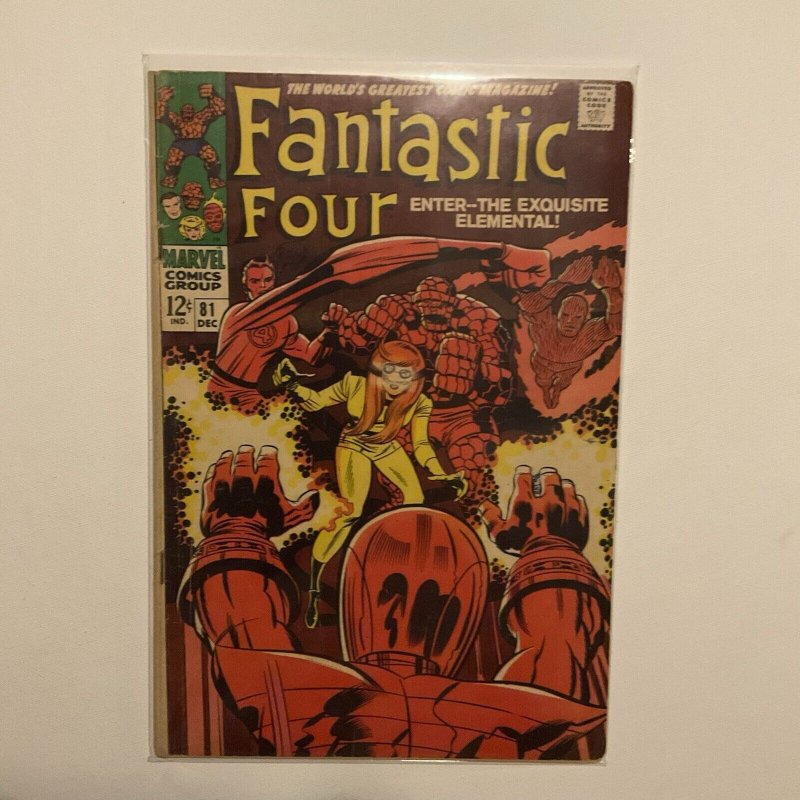 THE WORLD'S GREATEST COMIC MAGAZINE!
Fantastic
Four
ENTER--THE EXQUISITE
ELEMENTAL!
APPROVED
BY THE
COMICS
CODE
AUTHORITY
MARVEL
COMICS
GROUP
12¢
IND.
81
DEC
4